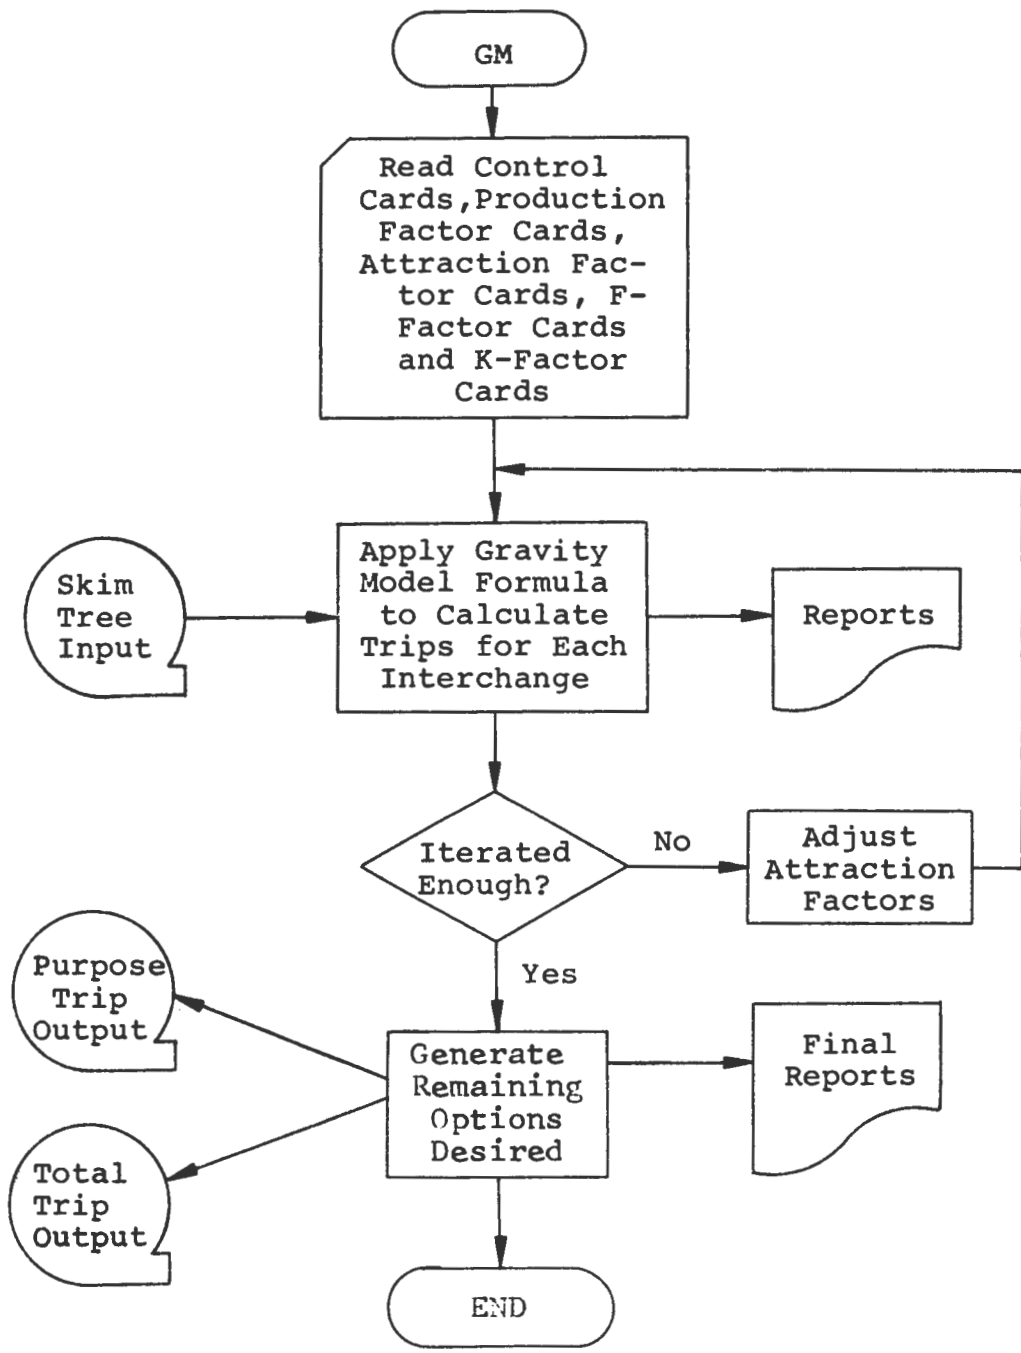 GM
Read Control
Cards,Production
Factor Cards,
Attraction Fac-
tor Cards, F-
Factor Cards
and K-Factor
Cards
Skim
Tree
Input
Apply Gravity
Model Formula
to Calculate
Trips for Each
Interchange
Reports
Iterated
Enough?
No
Adjust
Attraction
Factors
Yes
Purpose
Trip
Output
Generate
Remaining
Options
Desired
Final
Reports
Total
Trip
Output
END